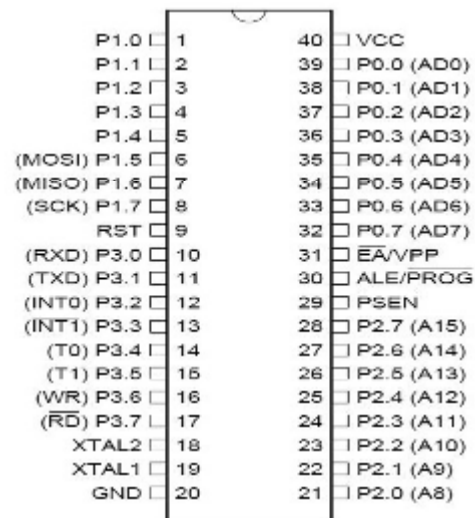 P1.0 1 40 VCC
P1.1 2 39 P0.0 (AD0)
P1.2 3 38 P0.1 (AD1)
P1.3 4 37 P0.2 (AD2)
P1.4 5 36 P0.3 (AD3)
(MOSI) P1.5 6 35 P0.4 (AD4)
(MISO) P1.6 7 34 P0.5 (AD5)
(SCK) P1.7 8 33 P0.6 (AD6)
RST 9 32 P0.7 (AD7)
(RXD) P3.0 10 31 E̅A̅/VPP
(TXD) P3.1 11 30 ALE/P̅R̅O̅G̅
(I̅N̅T̅0̅) P3.2 12 29 PSEN
(I̅N̅T̅1̅) P3.3 13 28 P2.7 (A15)
(T0) P3.4 14 27 P2.6 (A14)
(T1) P3.5 15 26 P2.5 (A13)
(W̅R̅) P3.6 16 25 P2.4 (A12)
(R̅D̅) P3.7 17 24 P2.3 (A11)
XTAL2 18 23 P2.2 (A10)
XTAL1 19 22 P2.1 (A9)
GND 20 21 P2.0 (A8)